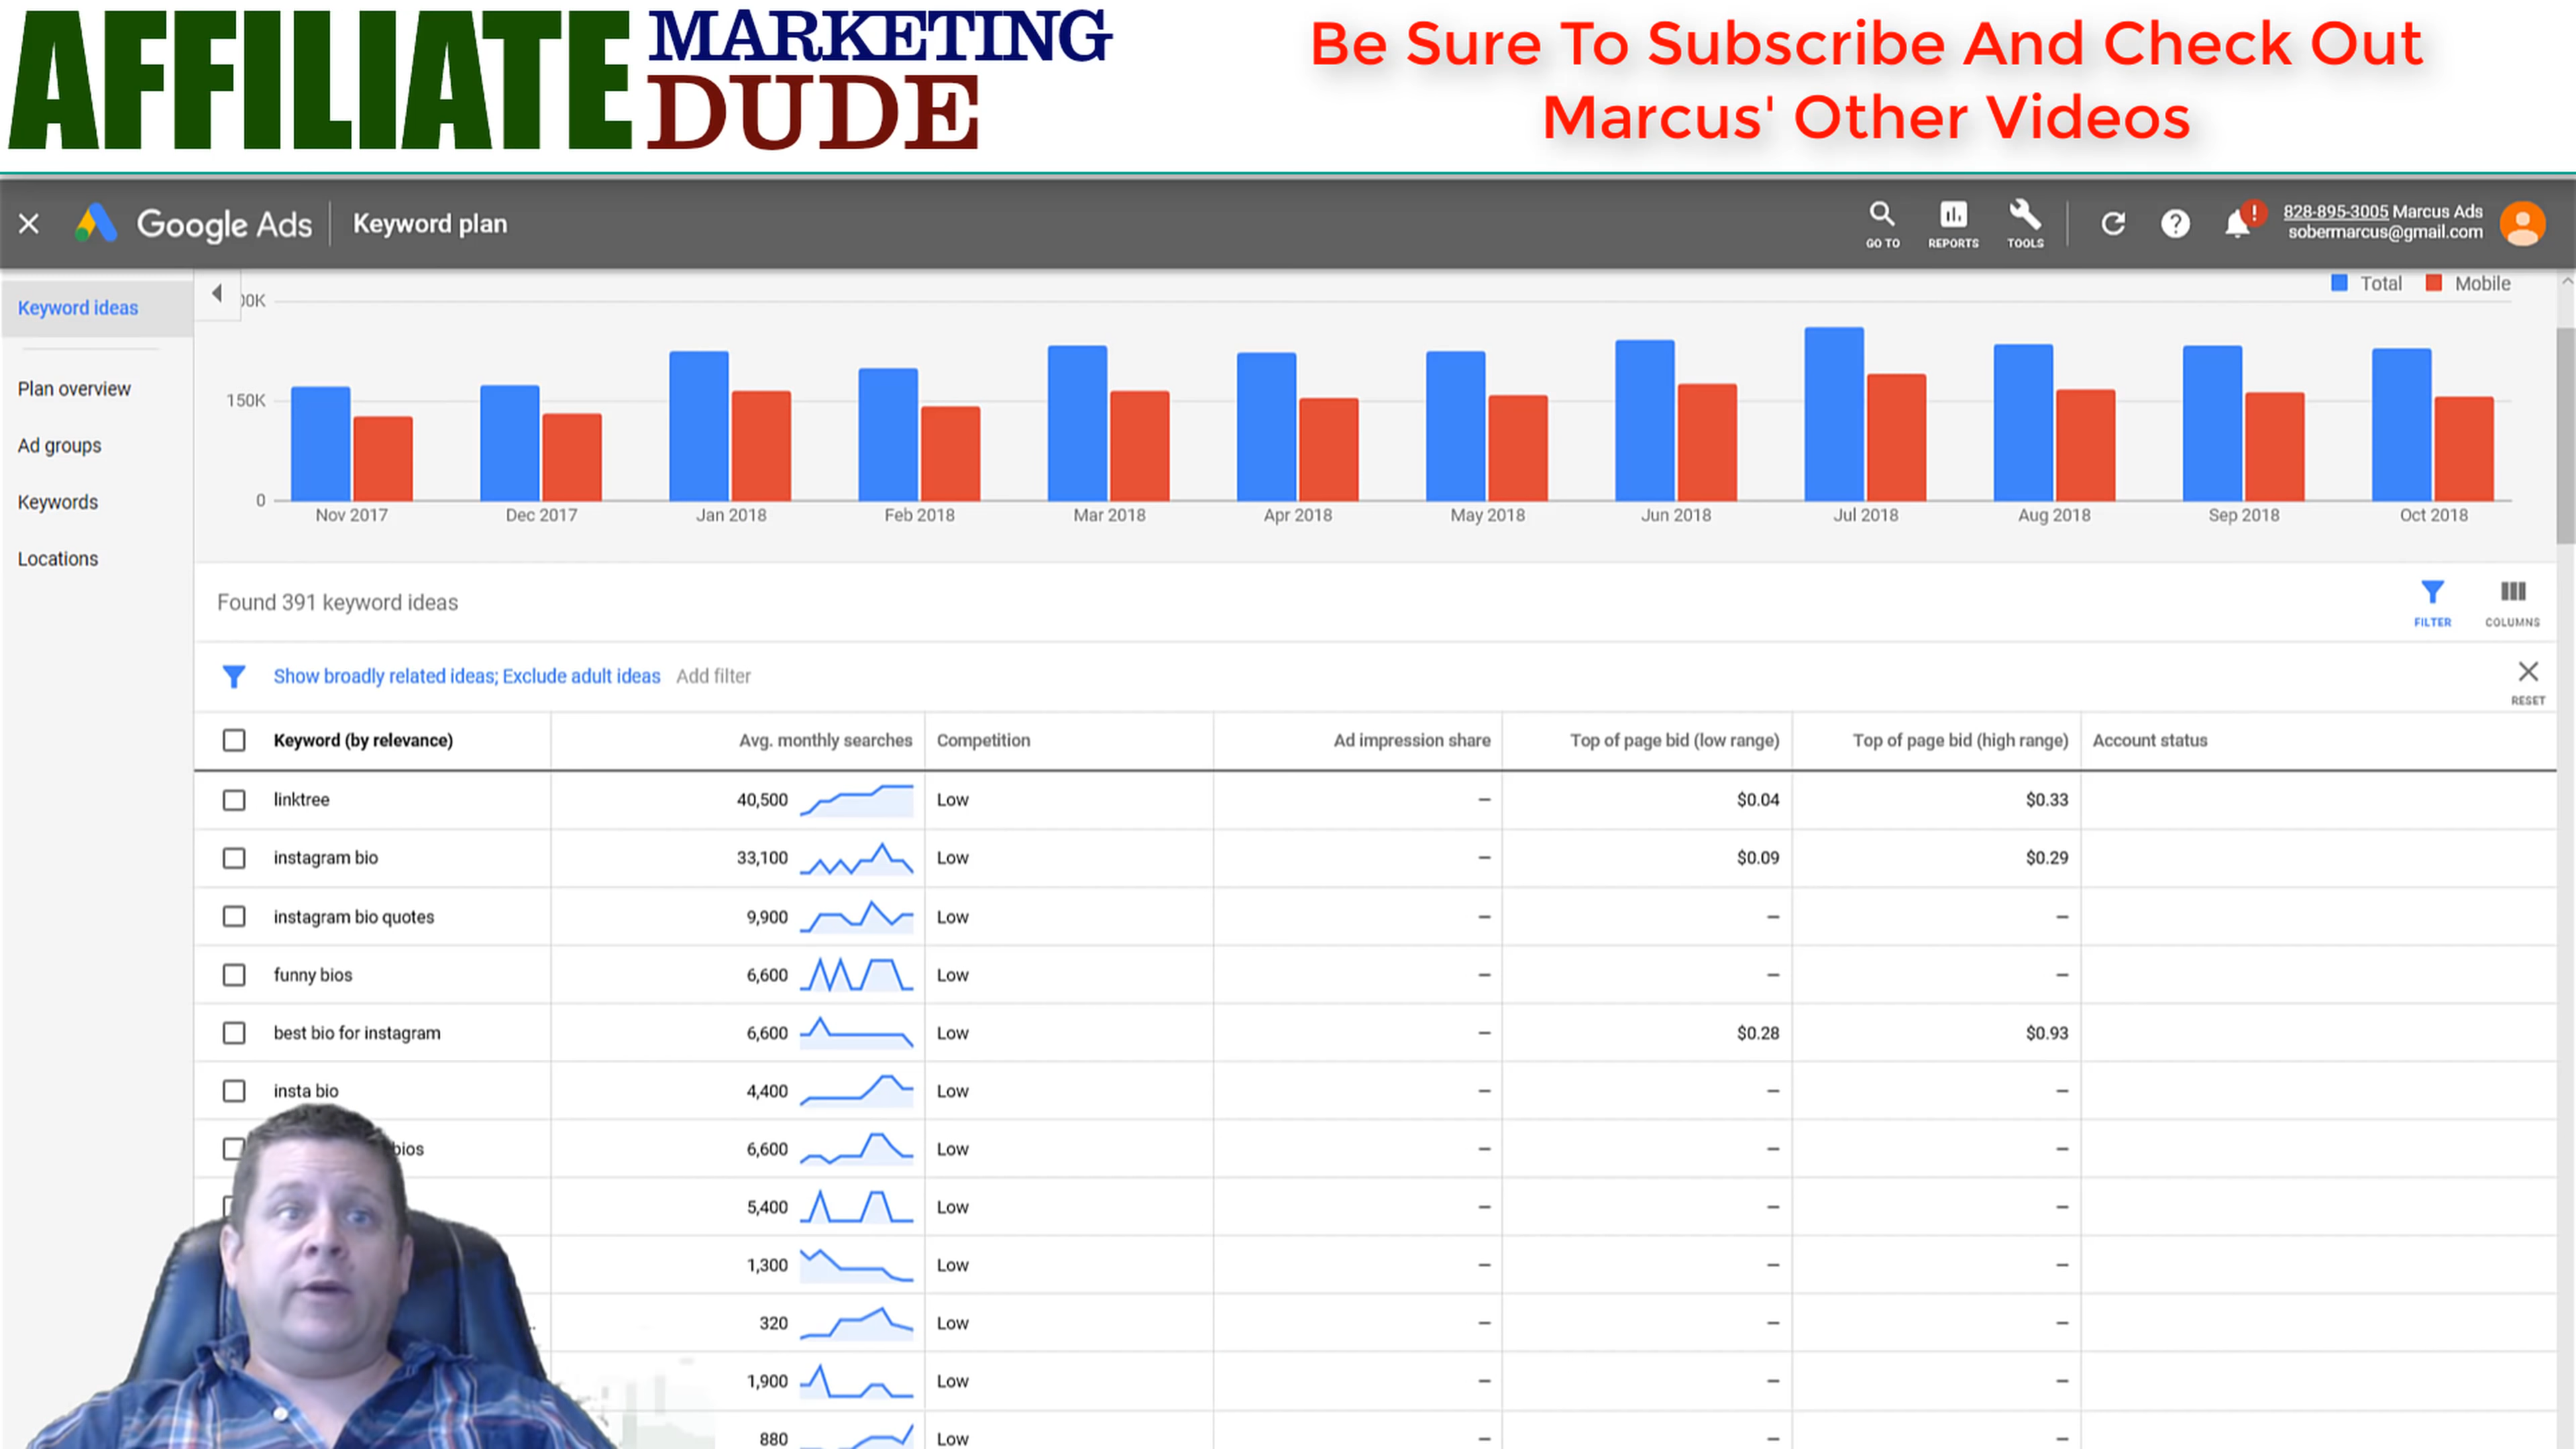 AFFILIATE
MARKETING
DUDE
Be Sure To Subscribe And Check Out
Marcus' Other Videos
Google Ads
Keyword plan
GO TO
REPORTS
TOOLS
828-895-3005 Marcus Ads
sobermarcus@gmail.com
Keyword ideas
Plan overview
Ad groups
Keywords
Locations
Total
Mobile
150K
0
Nov 2017
Dec 2017
Jan 2018
Feb 2018
Mar 2018
Apr 2018
May 2018
Jun 2018
Jul 2018
Aug 2018
Sep 2018
Oct 2018
Found 391 keyword ideas
FILTER
COLUMNS
Show broadly related ideas; Exclude adult ideas Add filter
RESET
Keyword (by relevance) Avg. monthly searches Competition Ad impression share Top of page bid (low range) Top of page bid (high range) Account status
linktree 40,500 Low – $0.04 $0.33
instagram bio 33,100 Low – $0.09 $0.29
instagram bio quotes 9,900 Low – – –
funny bios 6,600 Low – – –
best bio for instagram 6,600 Low – $0.28 $0.93
insta bio 4,400 Low – – –
bios 6,600 Low – – –
5,400 Low – – –
1,300 Low – – –
320 Low – – –
1,900 Low – – –
880 Low – – –